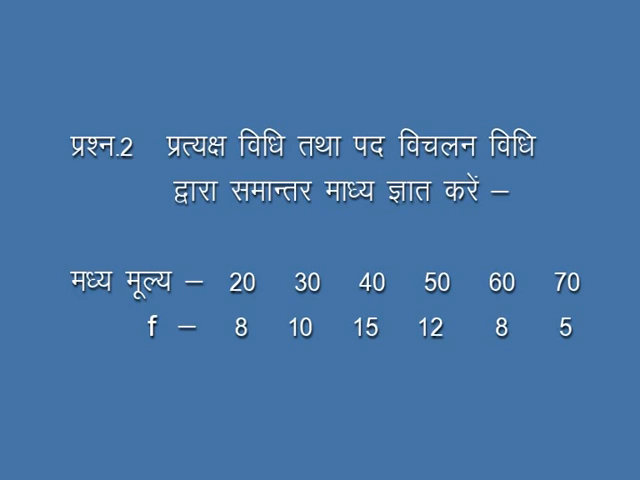 प्रश्न.2 प्रत्यक्ष विधि तथा पद विचलन विधि
द्वारा समान्तर माध्य ज्ञात करें –
मध्य मूल्य – 20 30 40 50 60 70
f – 8 10 15 12 8 5